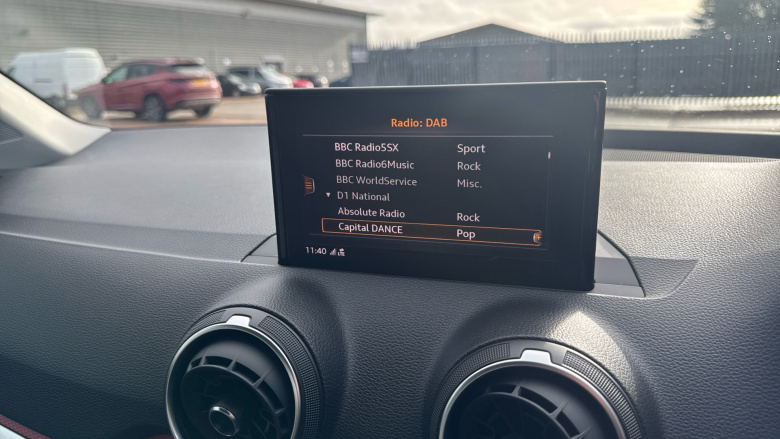 Radio: DAB
BBC Radio5SX Sport
BBC Radio6Music Rock
BBC WorldService Misc.
D1 National
Absolute Radio Rock
Capital DANCE Pop
11:40